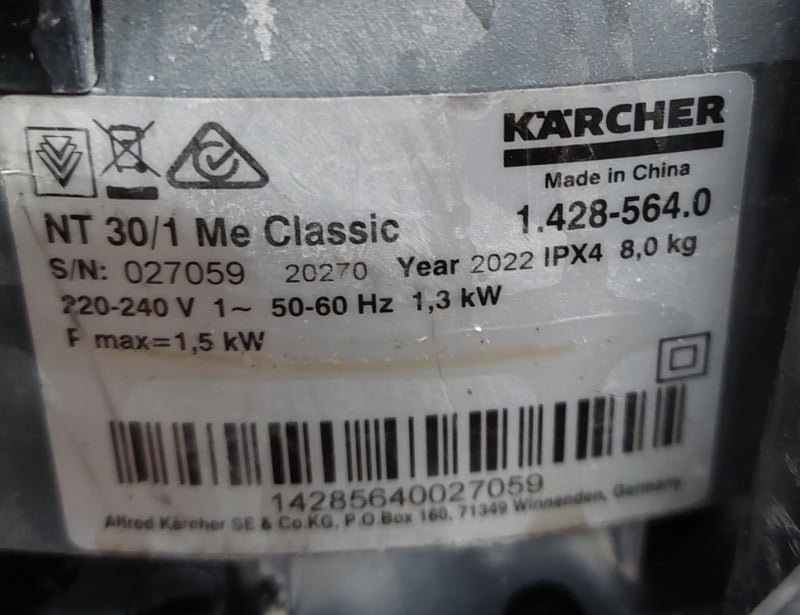 KÄRCHER
Made in China
1.428-564.0
NT 30/1 Me Classic
S/N: 027059 20270 Year 2022 IPX4 8,0 kg
220-240 V 1~ 50-60 Hz 1,3 kW
P max=1,5 kW
14285640027059
Alfred Kärcher SE & Co.KG, P.O.Box 160, 71349 Winnenden, Germany